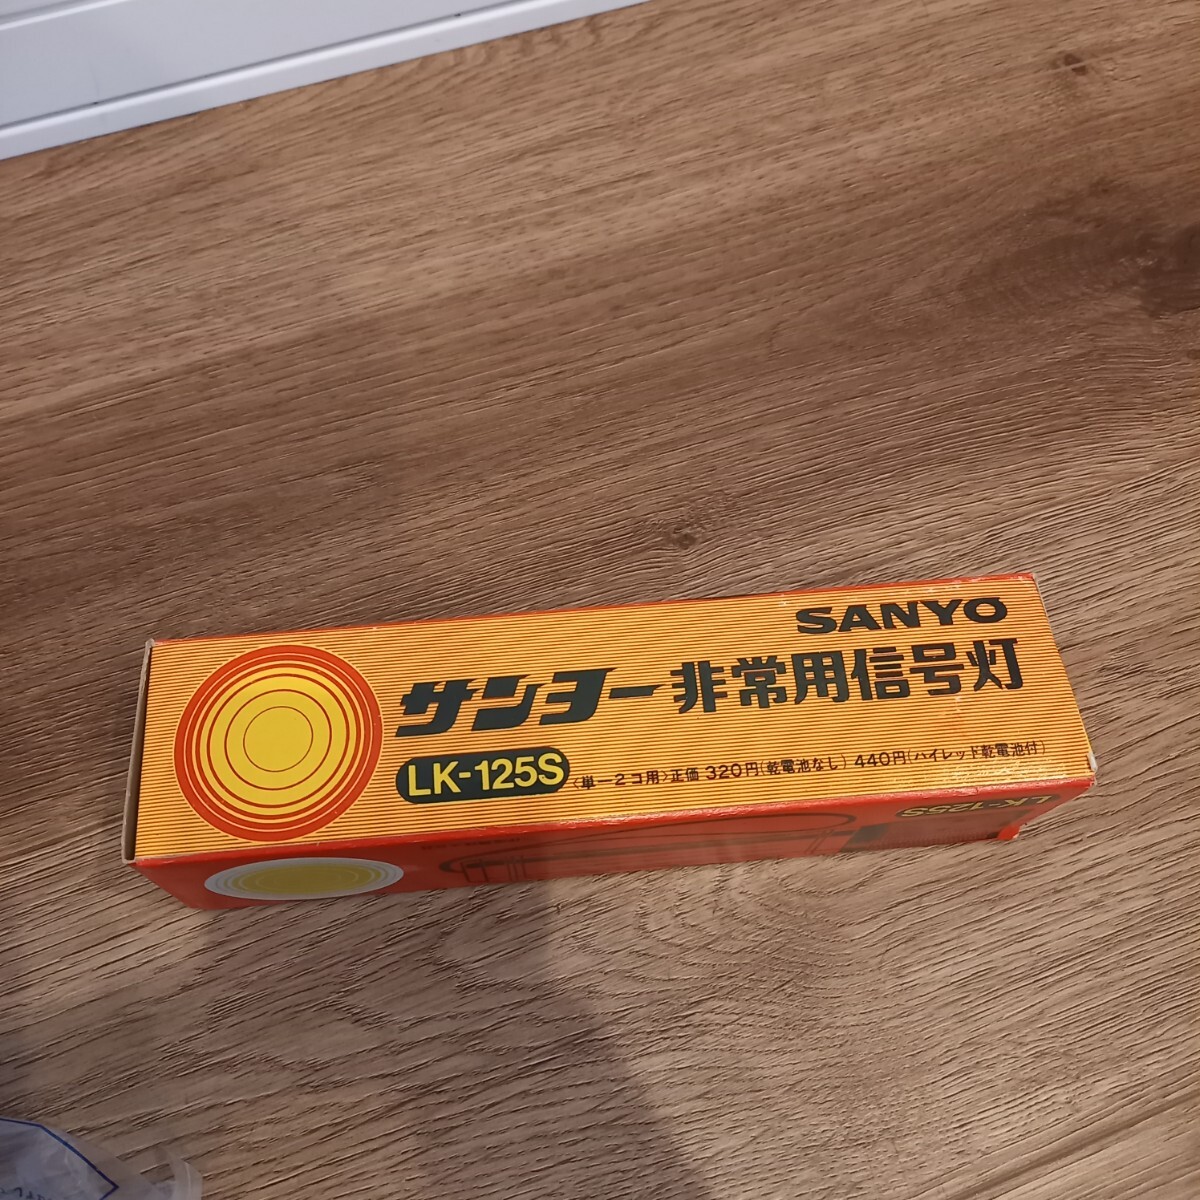 SANYO
サンヨー非常用信号灯
LK-125S 〈単一2コ用〉正価 320円(乾電池なし) 440円(ハイレッド乾電池付)
LK-125S